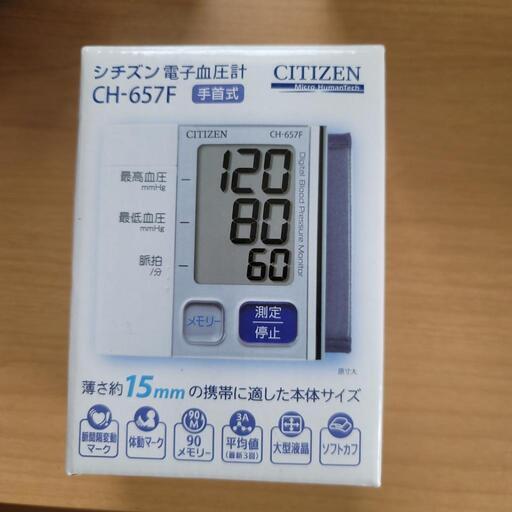 シチズン 電子血圧計
CH-657F 手首式
CITIZEN
Micro HumanTech
CITIZEN CH-657F
Digital Blood Pressure Monitor
最高血圧
mmHg
120
最低血圧
mmHg
80
脈拍
/分
60
メモリー
測定
停止
原寸大
薄さ約15mmの携帯に適した本体サイズ
脈間隔変動
マーク
体動マーク
90
M
90
メモリー
3A
平均値
(最新3回)
大型液晶
ソフトカフ